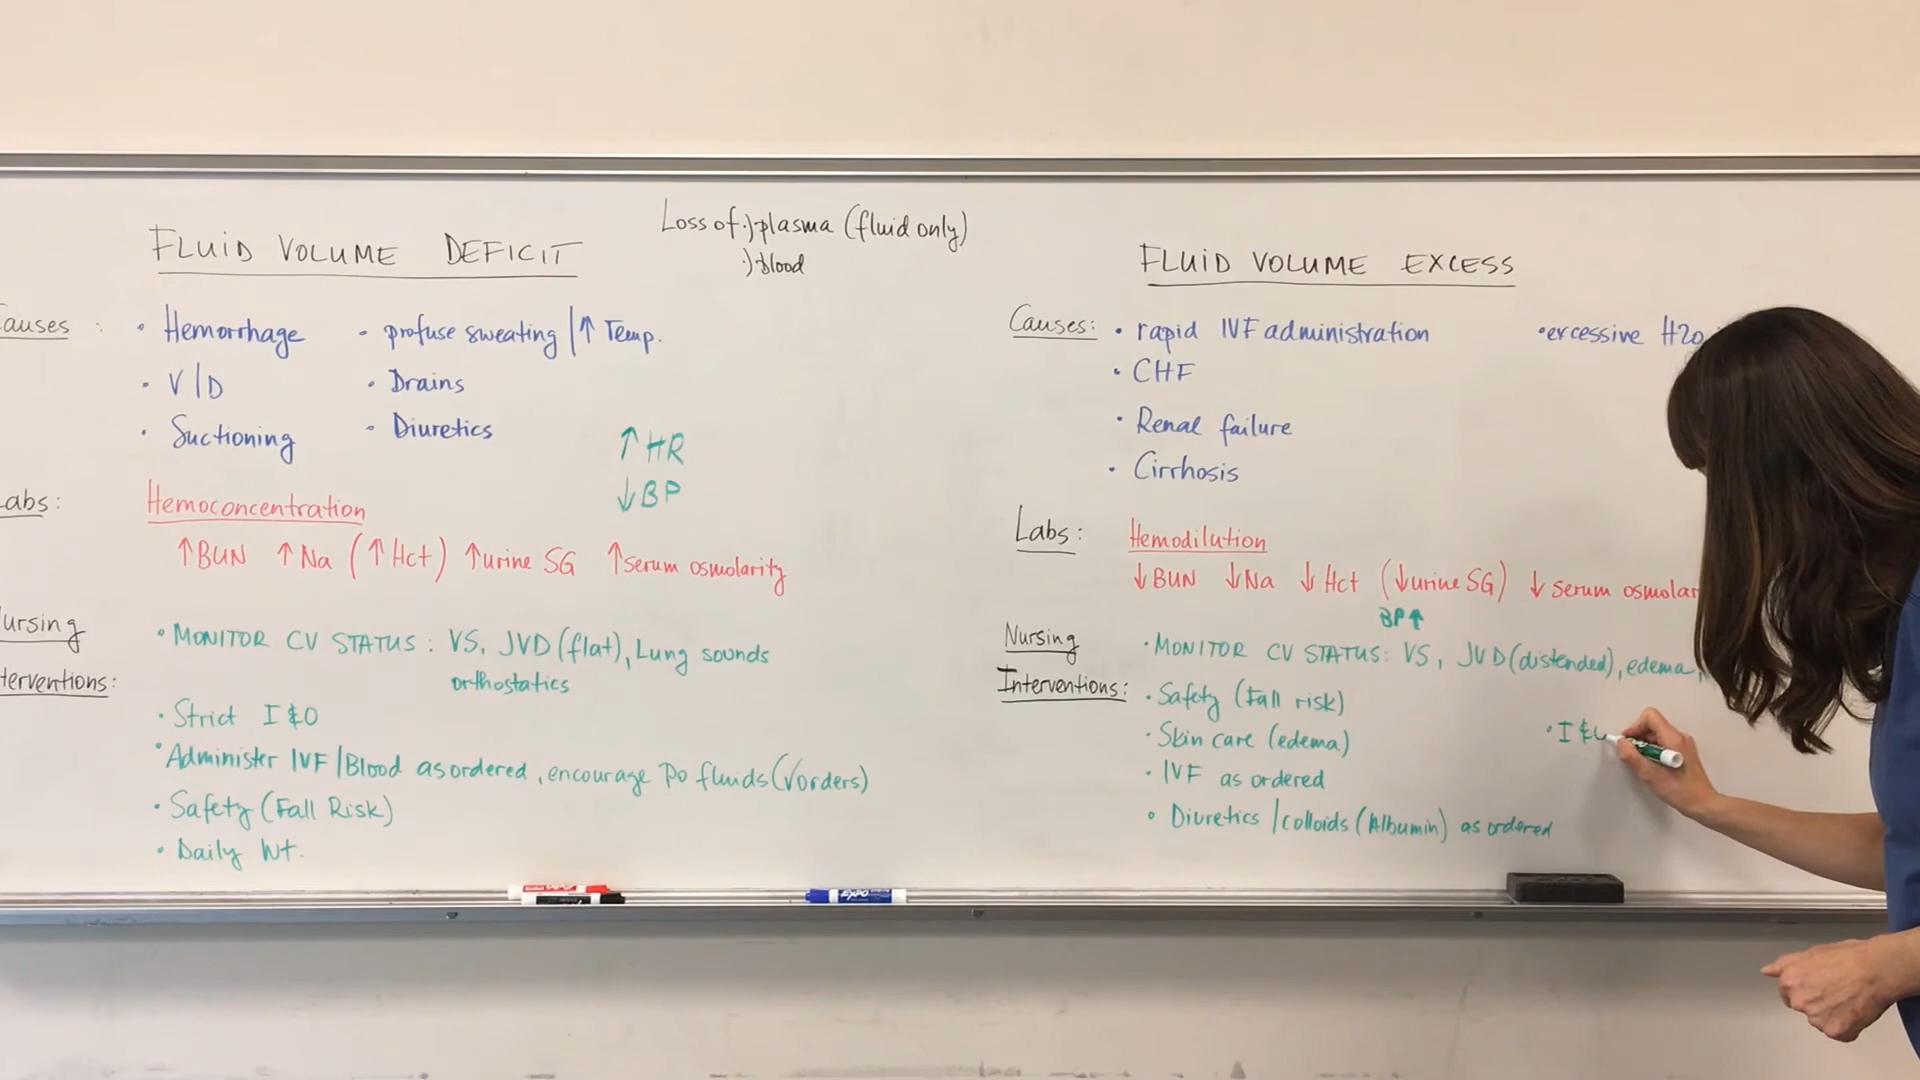 Loss of :) plasma (fluid only)
:) blood
FLUID VOLUME DEFICIT
Causes :
• Hemorrhage • profuse sweating / ↑ Temp.
• V/D • Drains
• Suctioning • Diuretics
↑ HR
↓ BP
Labs:
Hemoconcentration
↑BUN ↑Na (↑Hct) ↑urine SG ↑serum osmolarity
Nursing
Interventions:
• MONITOR CV STATUS : VS, JVD (flat), Lung sounds
orthostatics
• Strict I & O
• Administer IVF/Blood as ordered, encourage PO fluids (√orders)
• Safety (Fall Risk)
• Daily Wt.
FLUID VOLUME EXCESS
Causes: • rapid IVF administration • excessive H2O
• CHF
• Renal failure
• Cirrhosis
Labs: Hemodilution
↓BUN ↓Na ↓Hct (↓urine SG) ↓ serum osmolar
BP↑
Nursing
Interventions:
• MONITOR CV STATUS: VS, JVD (distended), edema
• Safety (Fall risk)
• Skin care (edema) • I &
• IVF as ordered
• Diuretics / colloids (Albumin) as ordered
EXPO